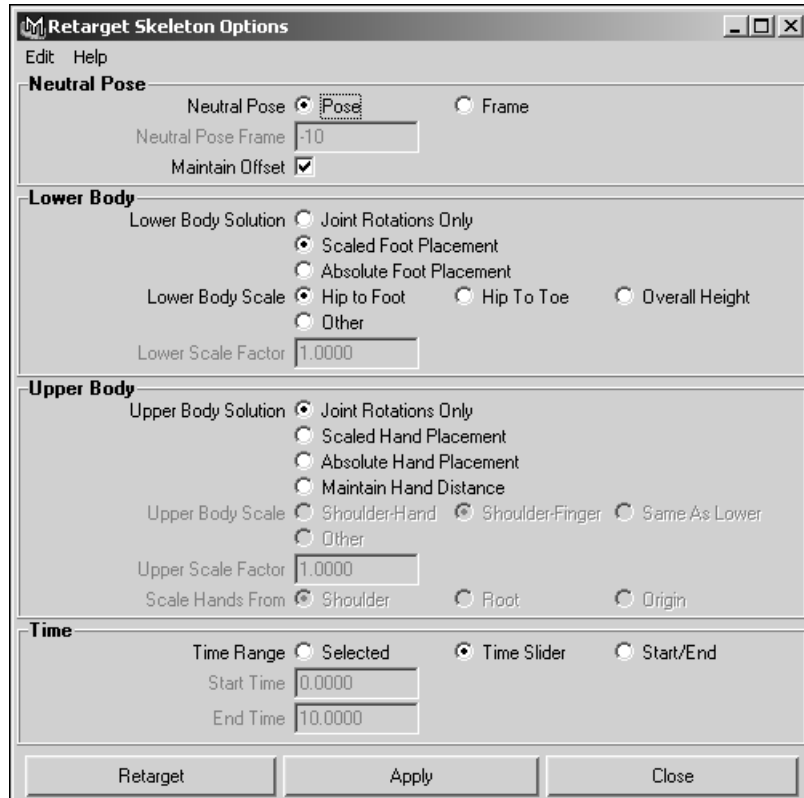 Retarget Skeleton Options
Edit Help
Neutral Pose
Neutral Pose Pose Frame
Neutral Pose Frame -10
Maintain Offset
Lower Body
Lower Body Solution Joint Rotations Only
Scaled Foot Placement
Absolute Foot Placement
Lower Body Scale Hip to Foot Hip To Toe Overall Height
Other
Lower Scale Factor 1.0000
Upper Body
Upper Body Solution Joint Rotations Only
Scaled Hand Placement
Absolute Hand Placement
Maintain Hand Distance
Upper Body Scale Shoulder-Hand Shoulder-Finger Same As Lower
Other
Upper Scale Factor 1.0000
Scale Hands From Shoulder Root Origin
Time
Time Range Selected Time Slider Start/End
Start Time 0.0000
End Time 10.0000
Retarget Apply Close